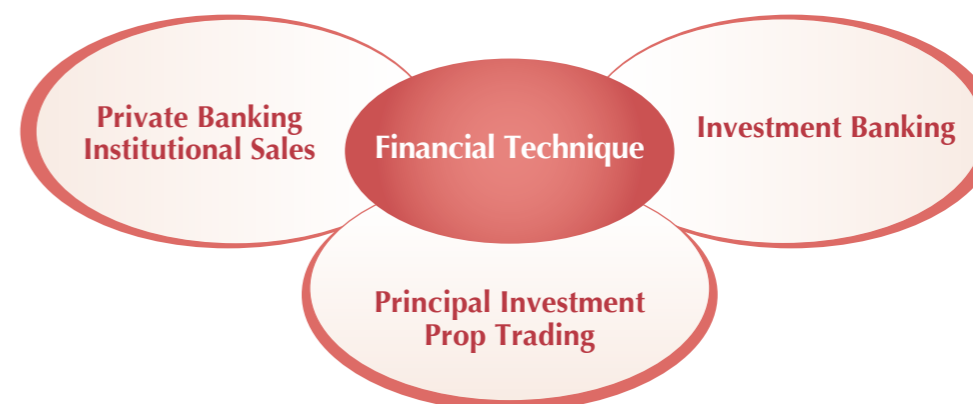 Private Banking
Institutional Sales
Financial Technique
Investment Banking
Principal Investment
Prop Trading